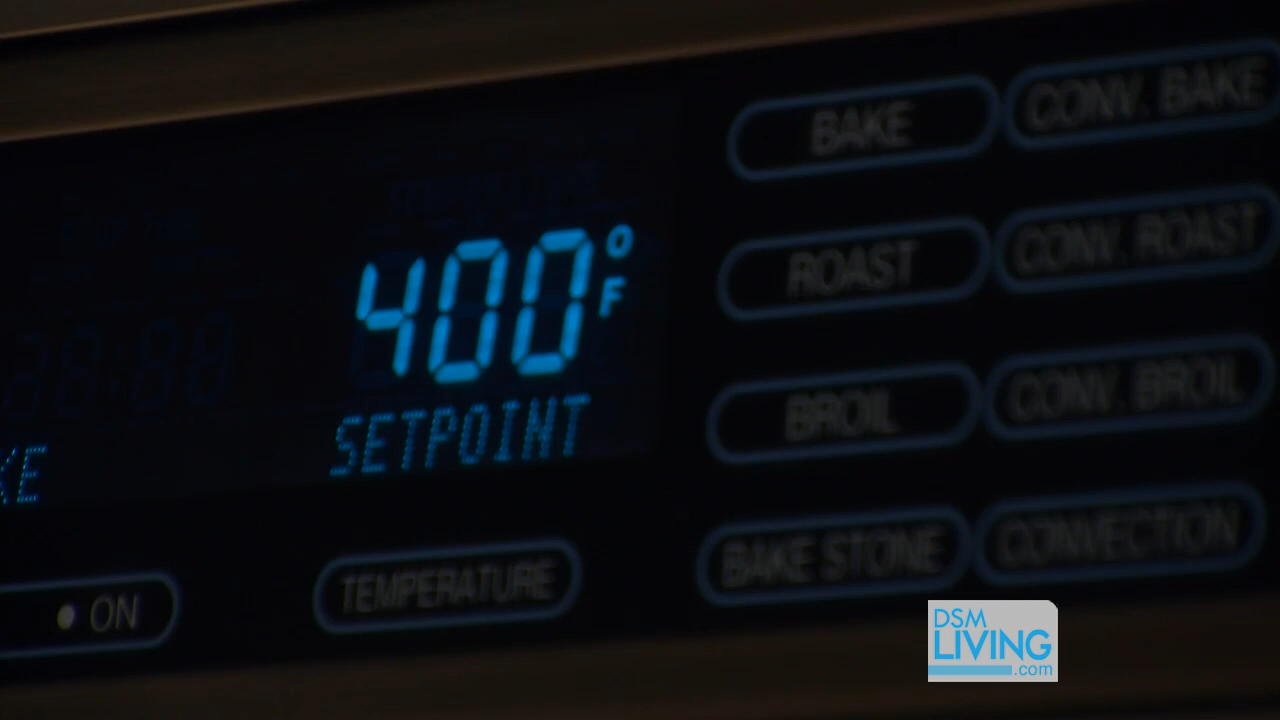 BAKE
CONV. BAKE
400°F
ROAST
CONV. ROAST
SETPOINT
BROIL
CONV. BROIL
KE
BAKE STONE
CONVECTION
• ON
TEMPERATURE
DSM
LIVING
.com